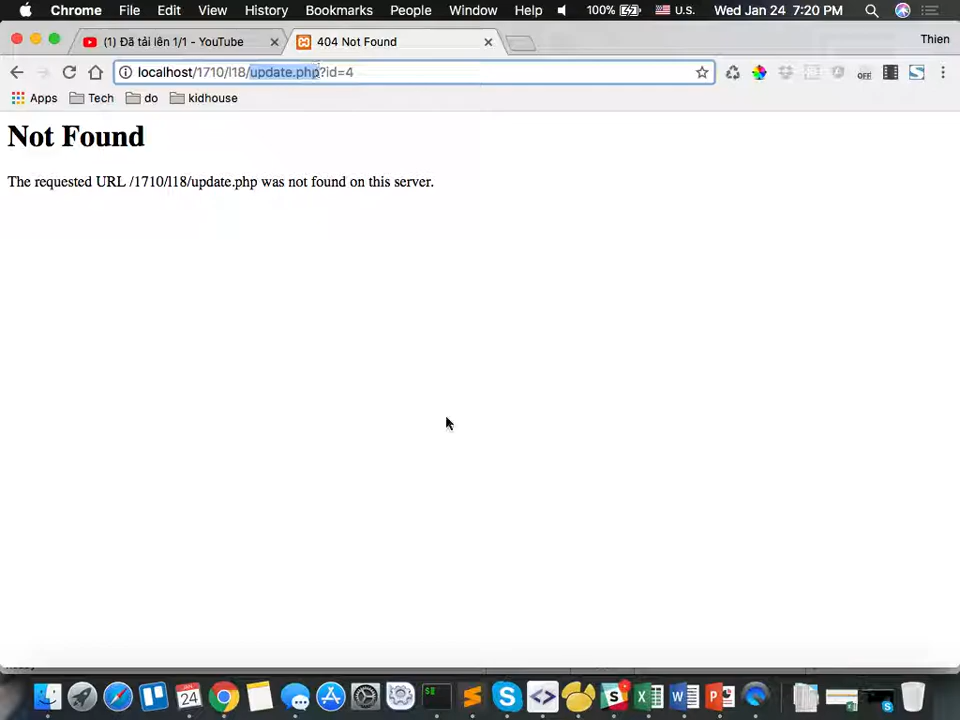 Chrome File Edit View History Bookmarks People Window Help 100% U.S. Wed Jan 24 7:20 PM
(1) Đã tải lên 1/1 - YouTube
404 Not Found
Thien
localhost/1710/l18/update.php?id=4
OFF
Apps Tech do kidhouse
Not Found
The requested URL /1710/l18/update.php was not found on this server.